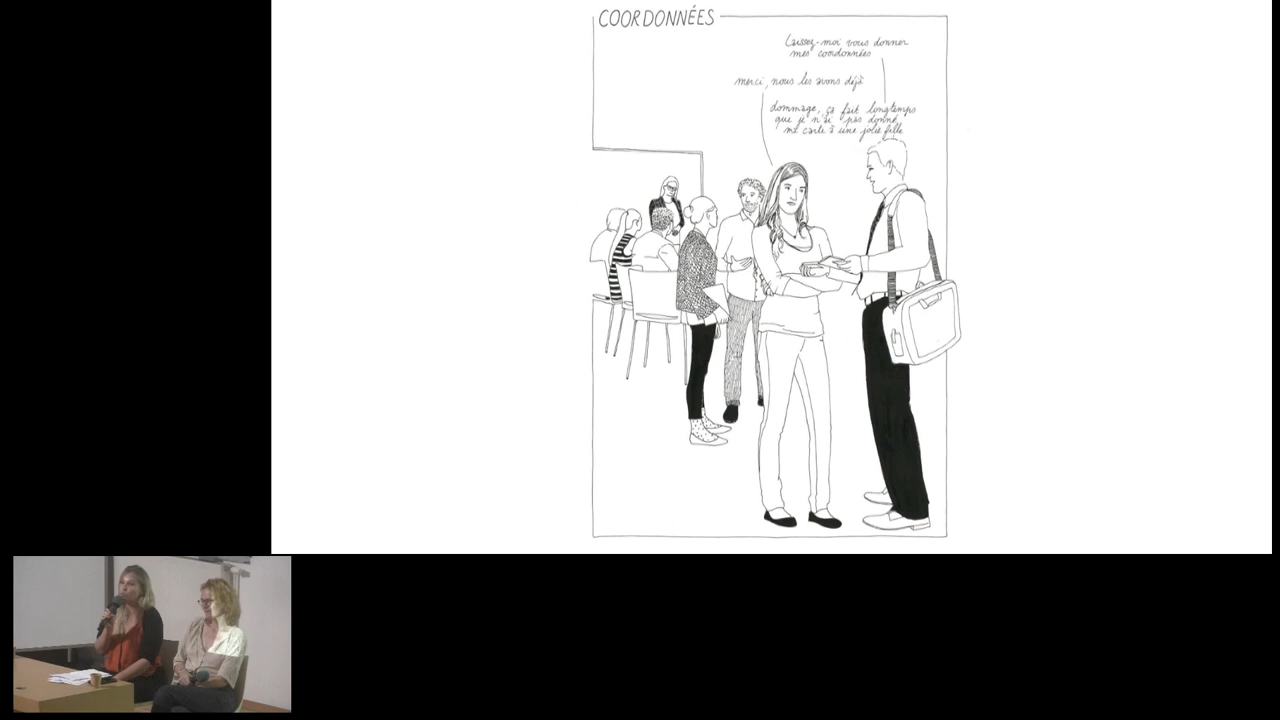 COORDONNÉES
Laissez-moi vous donner
mes coordonnées
merci, nous les avons déjà
dommage, ça fait longtemps
que je n'ai pas donné
ma carte à une jolie fille